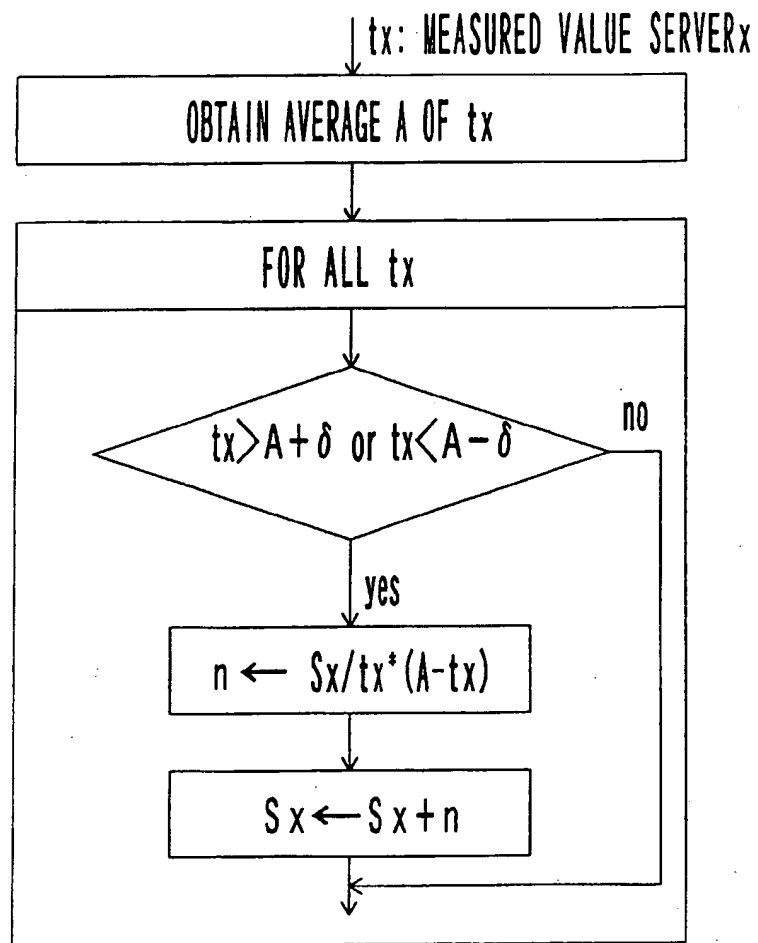 tx: MEASURED VALUE SERVERx
OBTAIN AVERAGE A OF tx
FOR ALL tx
tx>A+δ or tx<A-δ
no
yes
n ← Sx/tx*(A-tx)
Sx←Sx+n